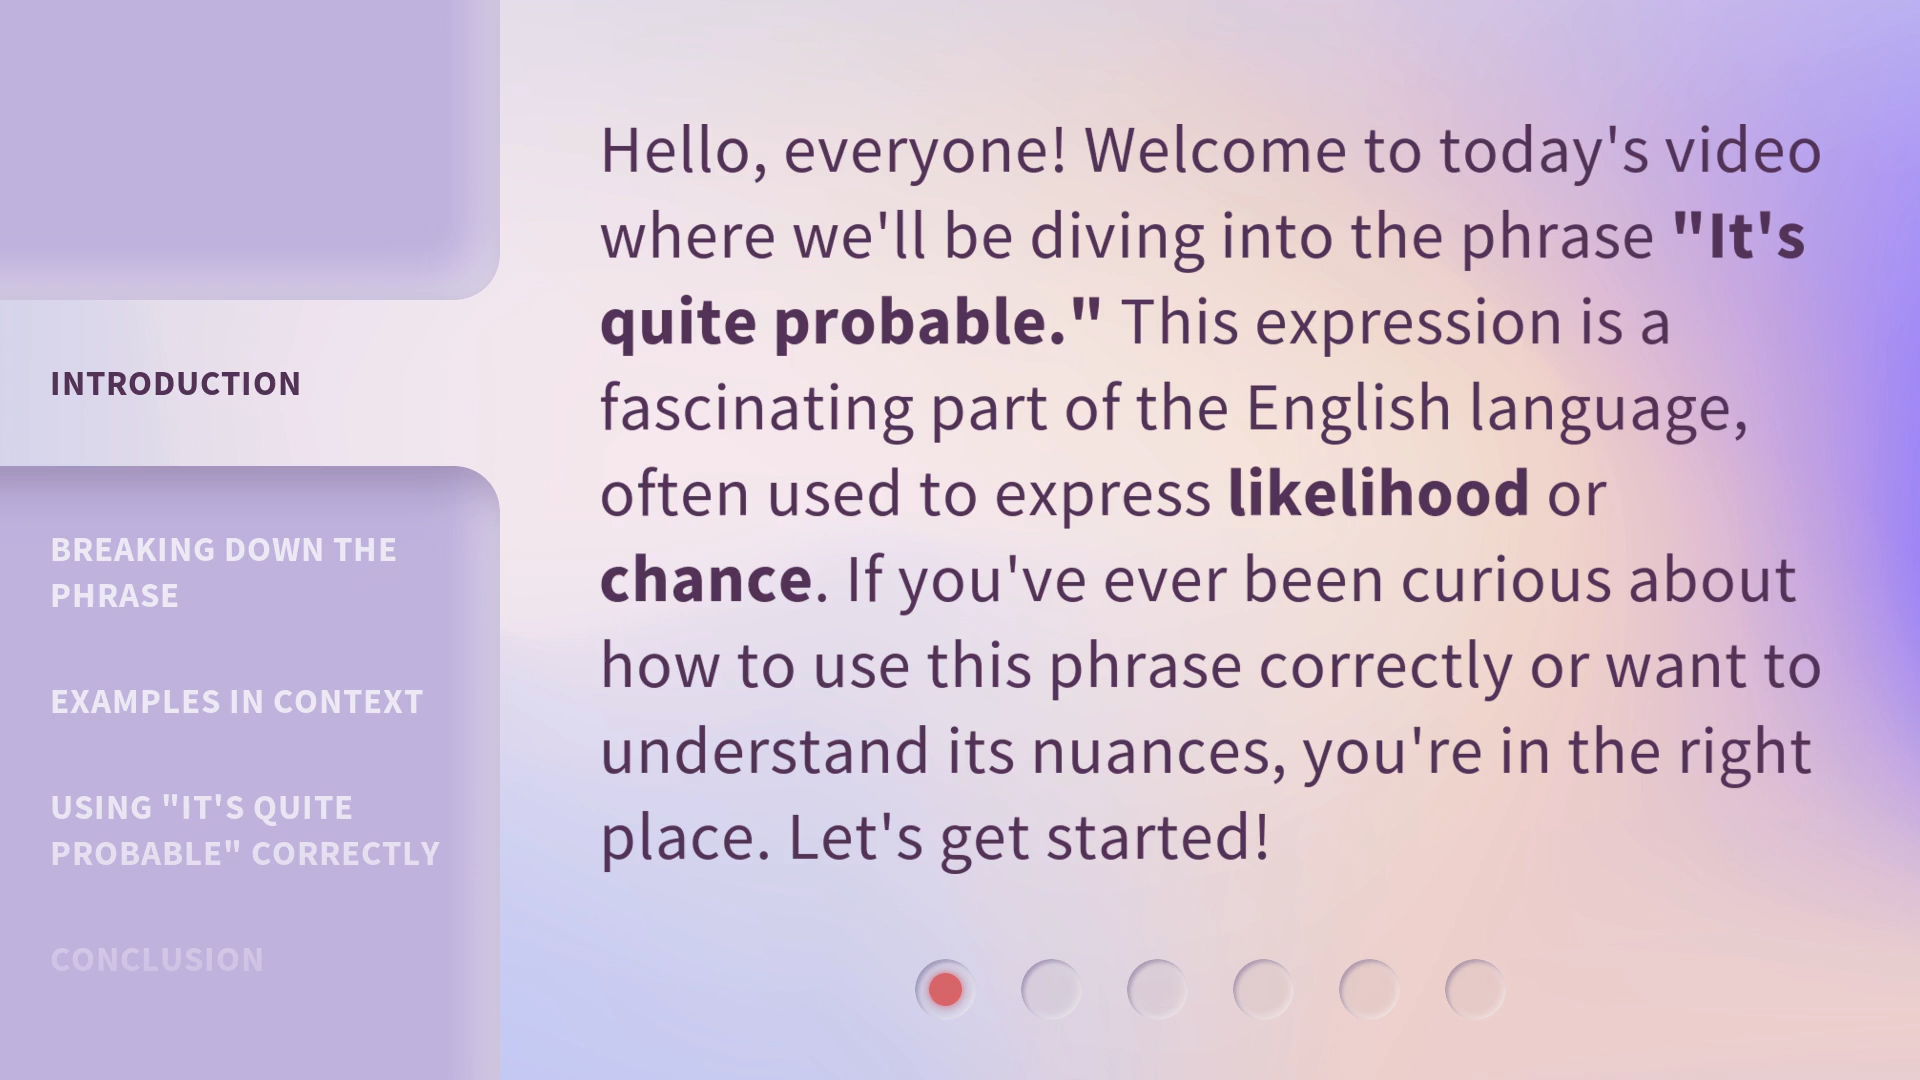 INTRODUCTION
BREAKING DOWN THE
PHRASE
EXAMPLES IN CONTEXT
USING "IT'S QUITE
PROBABLE" CORRECTLY
CONCLUSION
Hello, everyone! Welcome to today's video
where we'll be diving into the phrase "It's
quite probable." This expression is a
fascinating part of the English language,
often used to express likelihood or
chance. If you've ever been curious about
how to use this phrase correctly or want to
understand its nuances, you're in the right
place. Let's get started!